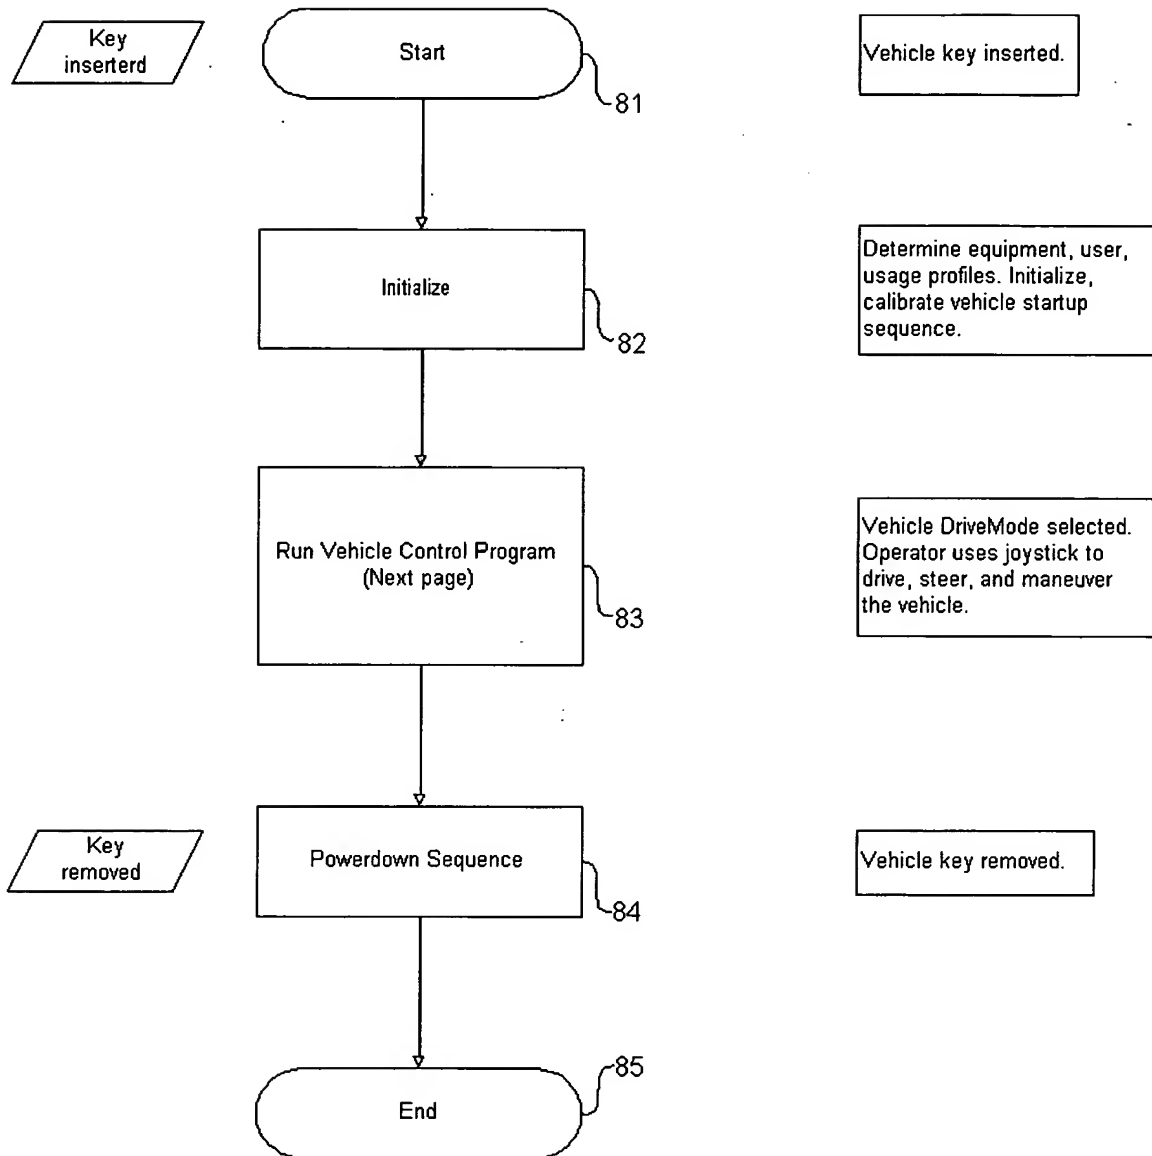 Key
inserterd
Start
81
Vehicle key inserted.
Initialize
82
Determine equipment, user,
usage profiles. Initialize,
calibrate vehicle startup
sequence.
Run Vehicle Control Program
(Next page)
83
Vehicle DriveMode selected.
Operator uses joystick to
drive, steer, and maneuver
the vehicle.
Key
removed
Powerdown Sequence
84
Vehicle key removed.
End
85